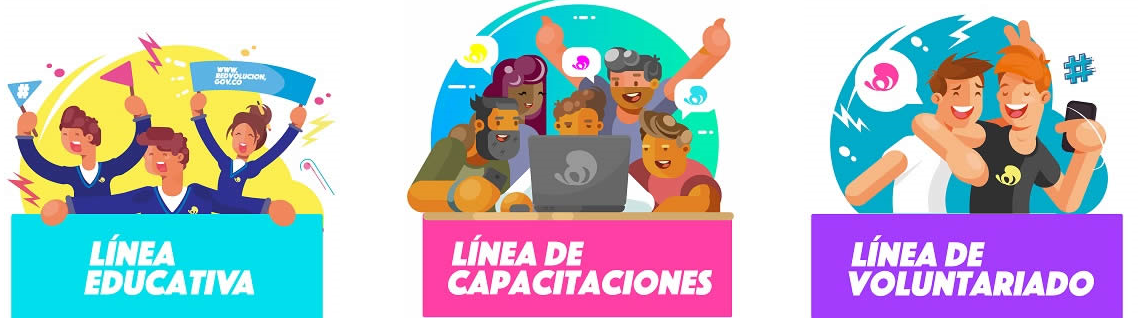 #
WWW.
REDVOLUCION.
GOV.CO
LÍNEA
EDUCATIVA
LÍNEA DE
CAPACITACIONES
#
LÍNEA DE
VOLUNTARIADO